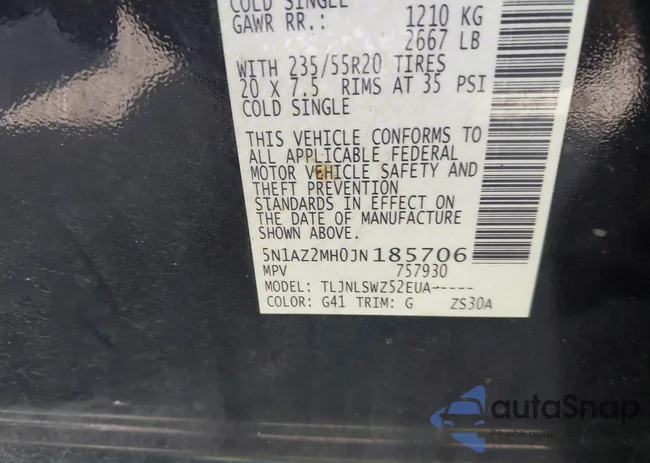 COLD SINGLE
GAWR RR.: 1210 KG
2667 LB
WITH 235/55R20 TIRES
20 X 7.5 RIMS AT 35 PSI
COLD SINGLE
THIS VEHICLE CONFORMS TO
ALL APPLICABLE FEDERAL
MOTOR VEHICLE SAFETY AND
THEFT PREVENTION
STANDARDS IN EFFECT ON
THE DATE OF MANUFACTURE
SHOWN ABOVE.
5N1AZ2MH0JN185706
MPV 757930
MODEL: TLJNLSWZ52EUA-----
COLOR: G41 TRIM: G ZS30A
autaSnap